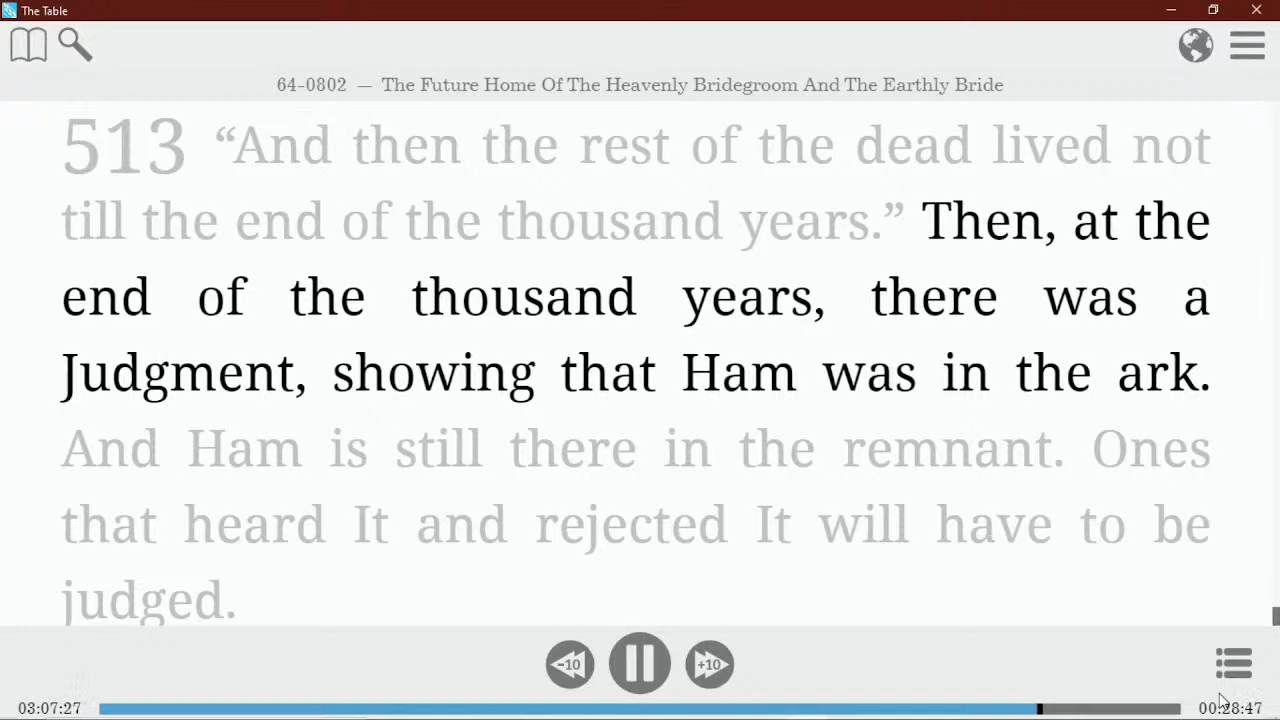 The Table
64-0802 — The Future Home Of The Heavenly Bridegroom And The Earthly Bride
513 “And then the rest of the dead lived not
till the end of the thousand years.” Then, at the
end of the thousand years, there was a
Judgment, showing that Ham was in the ark.
And Ham is still there in the remnant. Ones
that heard It and rejected It will have to be
judged.
-10 +10
03:07:27 00:28:47